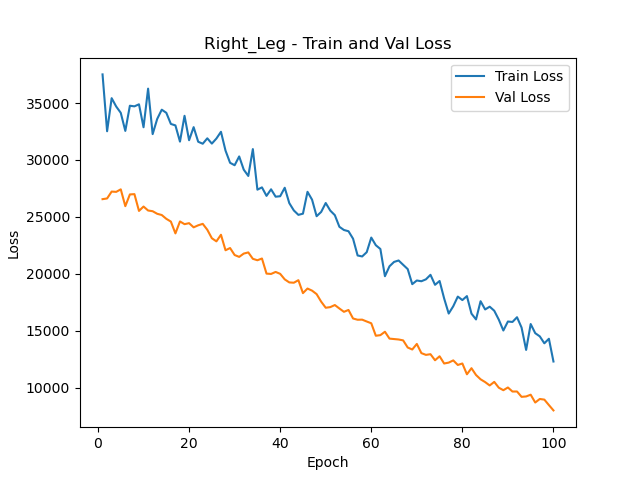 Right_Leg - Train and Val Loss
Train Loss
Val Loss
35000
30000
25000
20000
15000
10000
Loss
0 20 40 60 80 100
Epoch